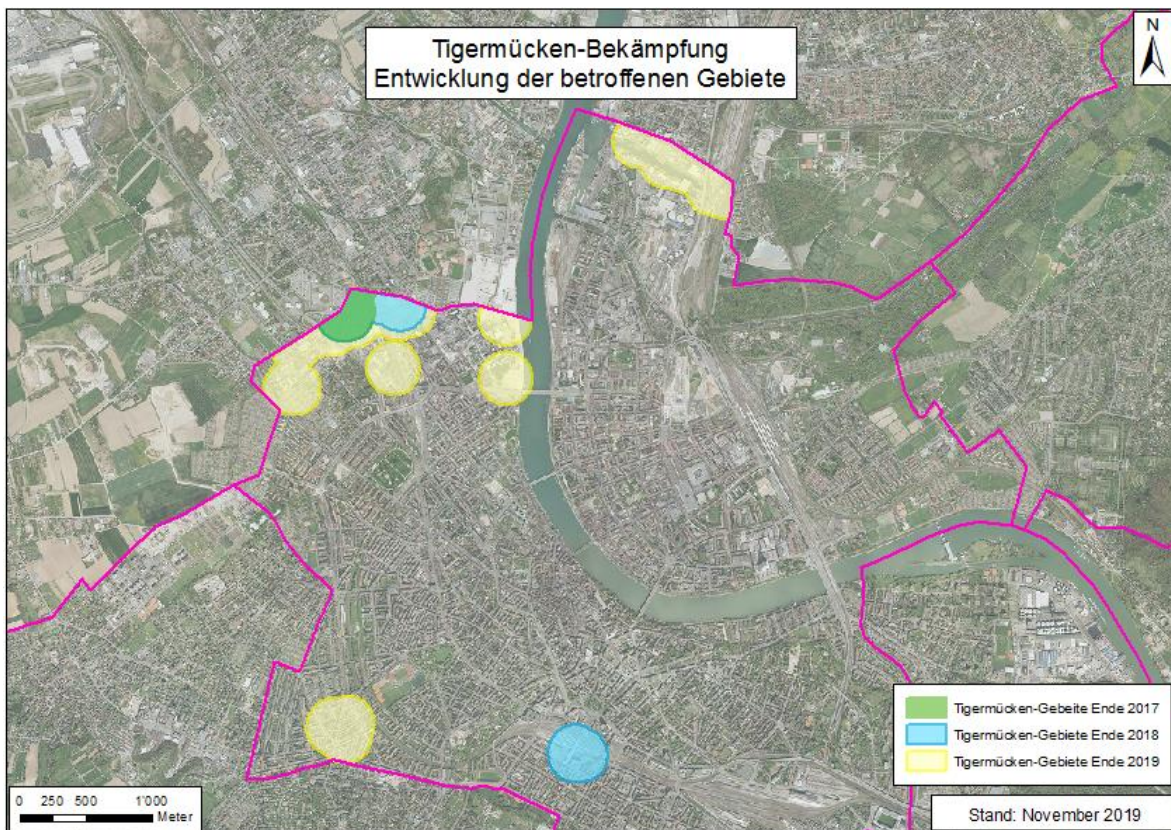 Tigermücken-Bekämpfung
Entwicklung der betroffenen Gebiete
N
Tigermücken-Gebeite Ende 2017
Tigermücken-Gebiete Ende 2018
Tigermücken-Gebiete Ende 2019
0 250 500 1'000
Meter
Stand: November 2019